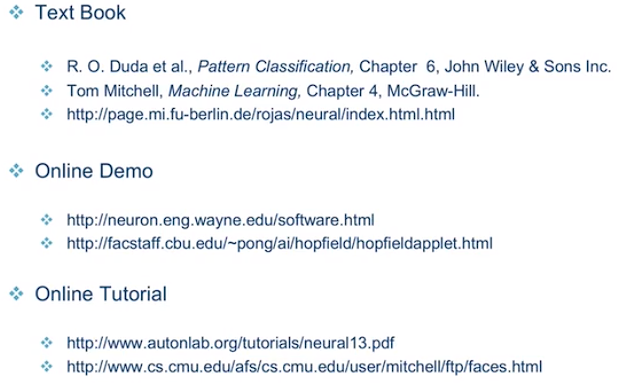 Text Book
R. O. Duda et al., Pattern Classification, Chapter 6, John Wiley & Sons Inc.
Tom Mitchell, Machine Learning, Chapter 4, McGraw-Hill.
http://page.mi.fu-berlin.de/rojas/neural/index.html.html
Online Demo
http://neuron.eng.wayne.edu/software.html
http://facstaff.cbu.edu/~pong/ai/hopfield/hopfieldapplet.html
Online Tutorial
http://www.autonlab.org/tutorials/neural13.pdf
http://www.cs.cmu.edu/afs/cs.cmu.edu/user/mitchell/ftp/faces.html